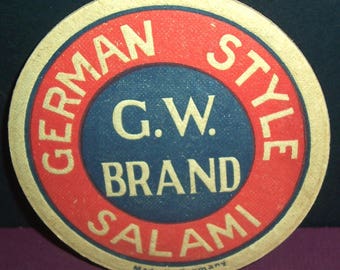 GERMAN STYLE
G.W.
BRAND
SALAMI